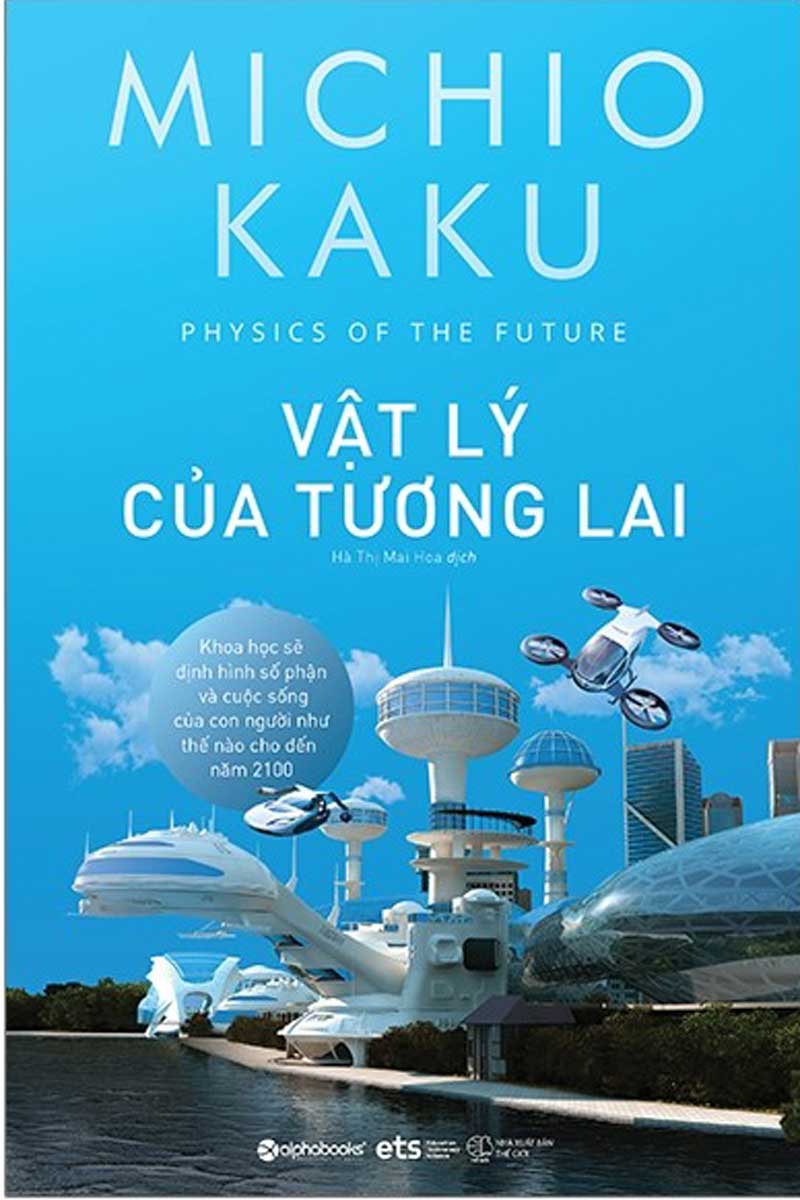 MICHIO
KAKU
PHYSICS OF THE FUTURE
VẬT LÝ
CỦA TƯƠNG LAI
Hà Thị Mai Hoa dịch
Khoa học sẽ
định hình số phận
và cuộc sống
của con người như
thế nào cho đến
năm 2100
alphabooks
ets
NHÀ XUẤT BẢN
THẾ GIỚI